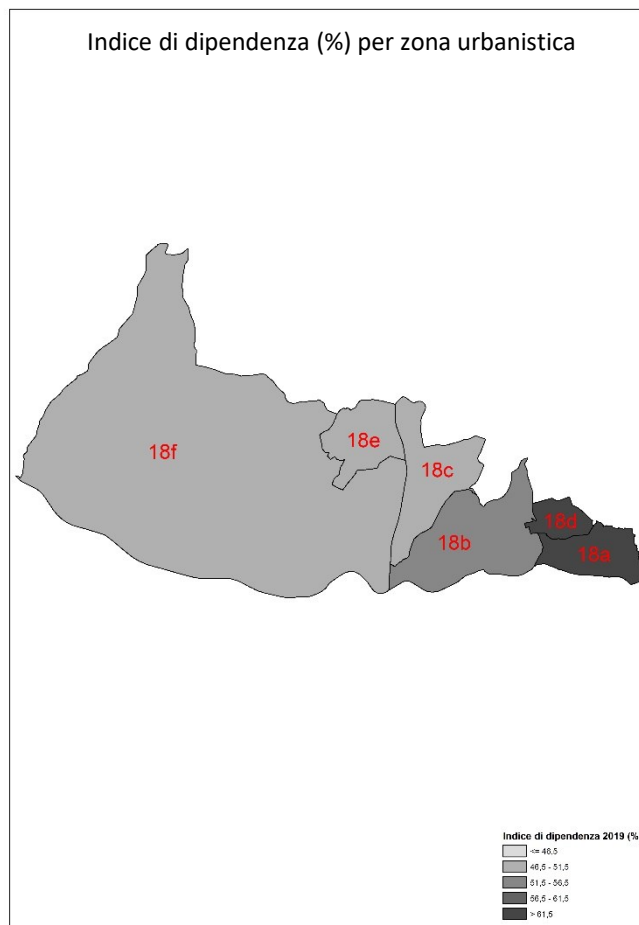 Indice di dipendenza (%) per zona urbanistica
18f
18e
18c
18b
18d
18a
Indice di dipendenza 2019 (%
<= 46,5
46,5 - 51,5
51,5 - 56,5
56,5 - 61,5
> 61,5